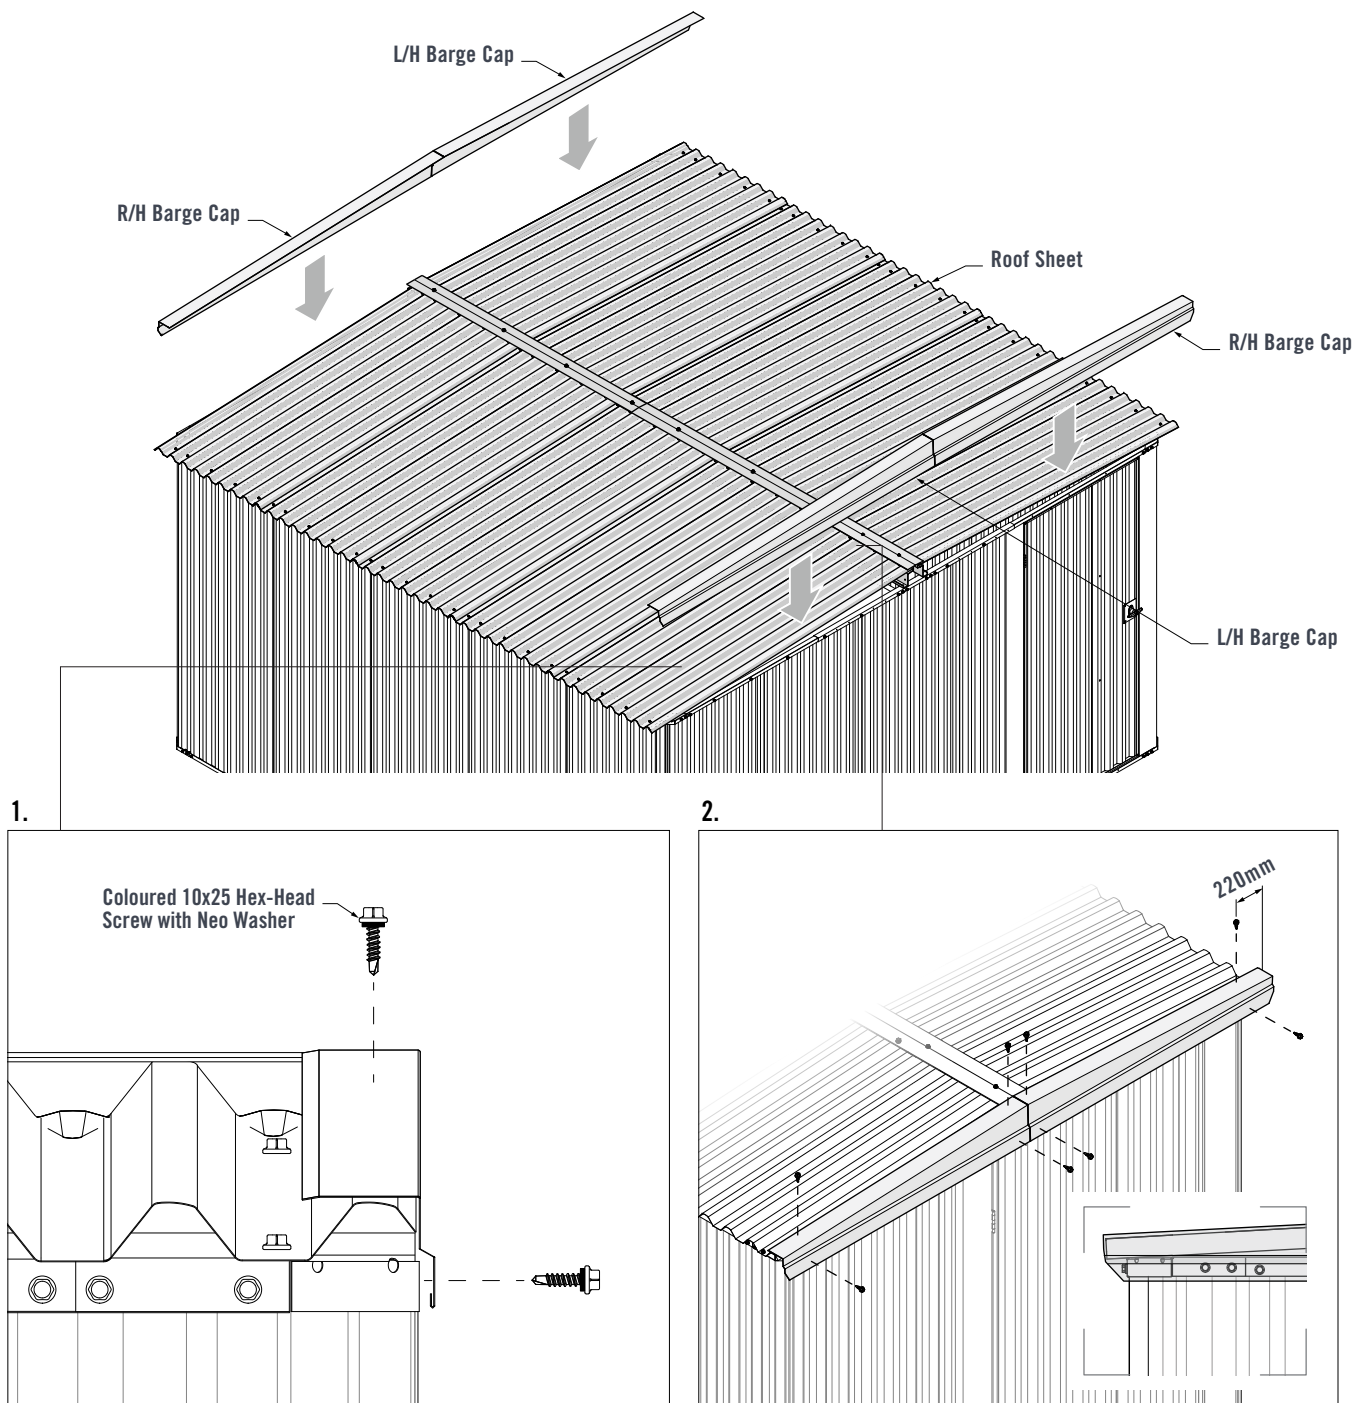 L/H Barge Cap
R/H Barge Cap
Roof Sheet
R/H Barge Cap
L/H Barge Cap
1.
Coloured 10x25 Hex-Head
Screw with Neo Washer
2.
220mm